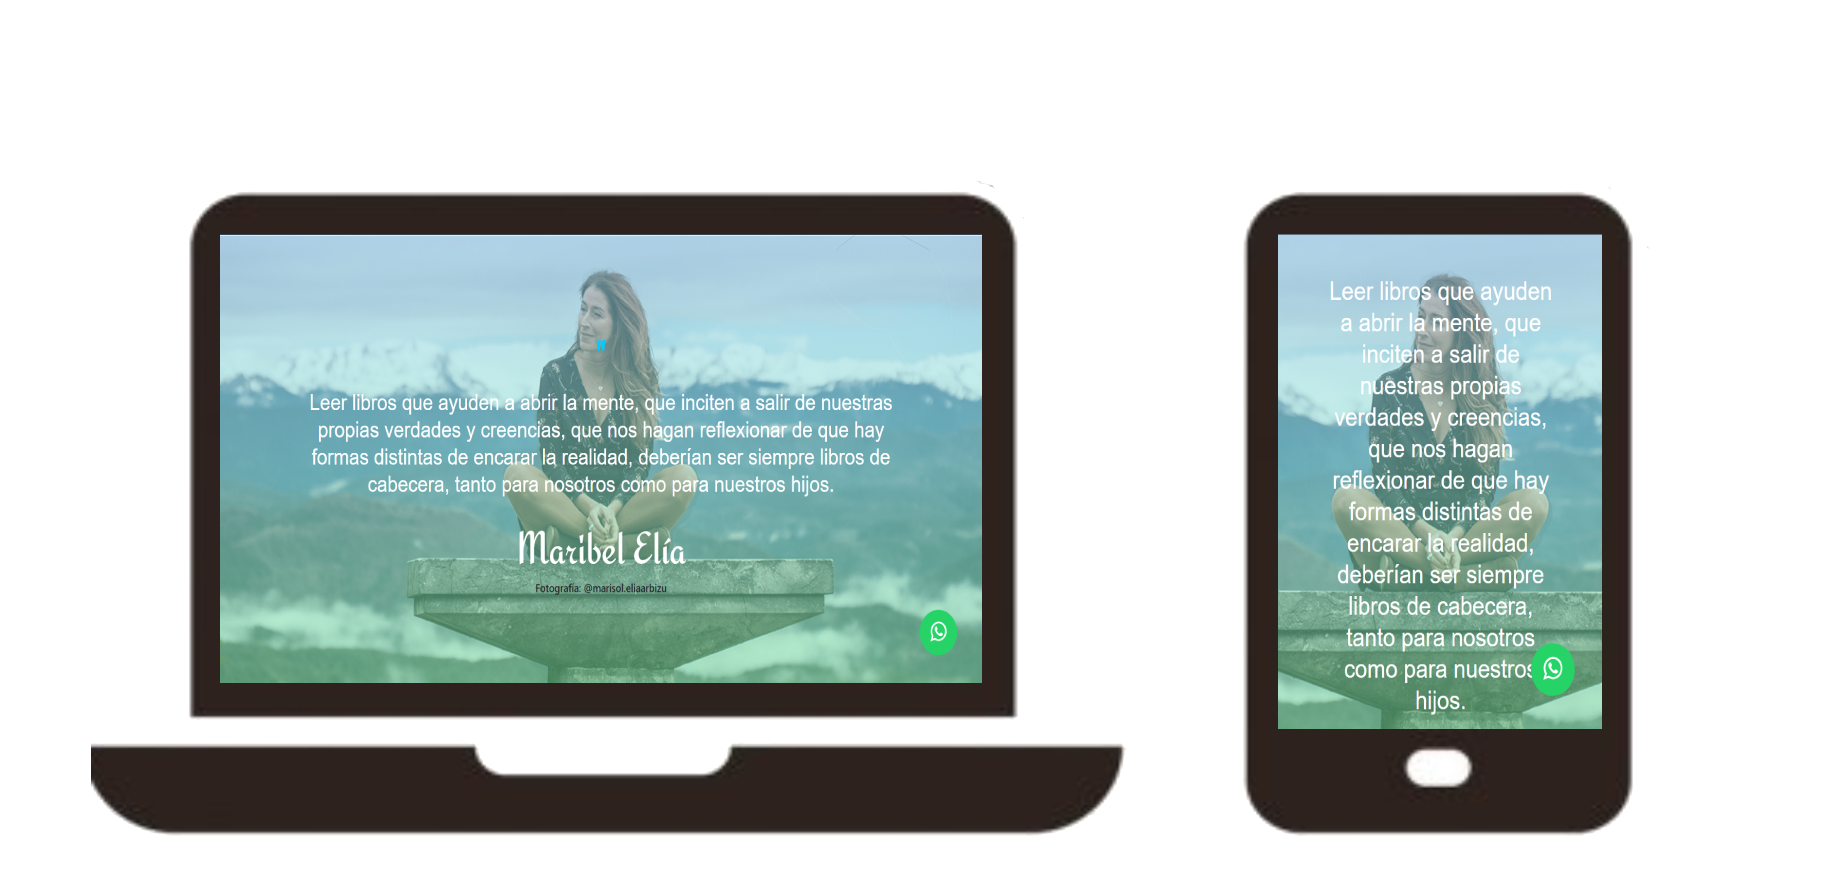 "
Leer libros que ayuden a abrir la mente, que inciten a salir de nuestras
propias verdades y creencias, que nos hagan reflexionar de que hay
formas distintas de encarar la realidad, deberían ser siempre libros de
cabecera, tanto para nosotros como para nuestros hijos.
Maribel Elía
Fotografía: @marisol.eliaarbizu
Leer libros que ayuden
a abrir la mente, que
inciten a salir de
nuestras propias
verdades y creencias,
que nos hagan
reflexionar de que hay
formas distintas de
encarar la realidad,
deberían ser siempre
libros de cabecera,
tanto para nosotros
como para nuestros
hijos.